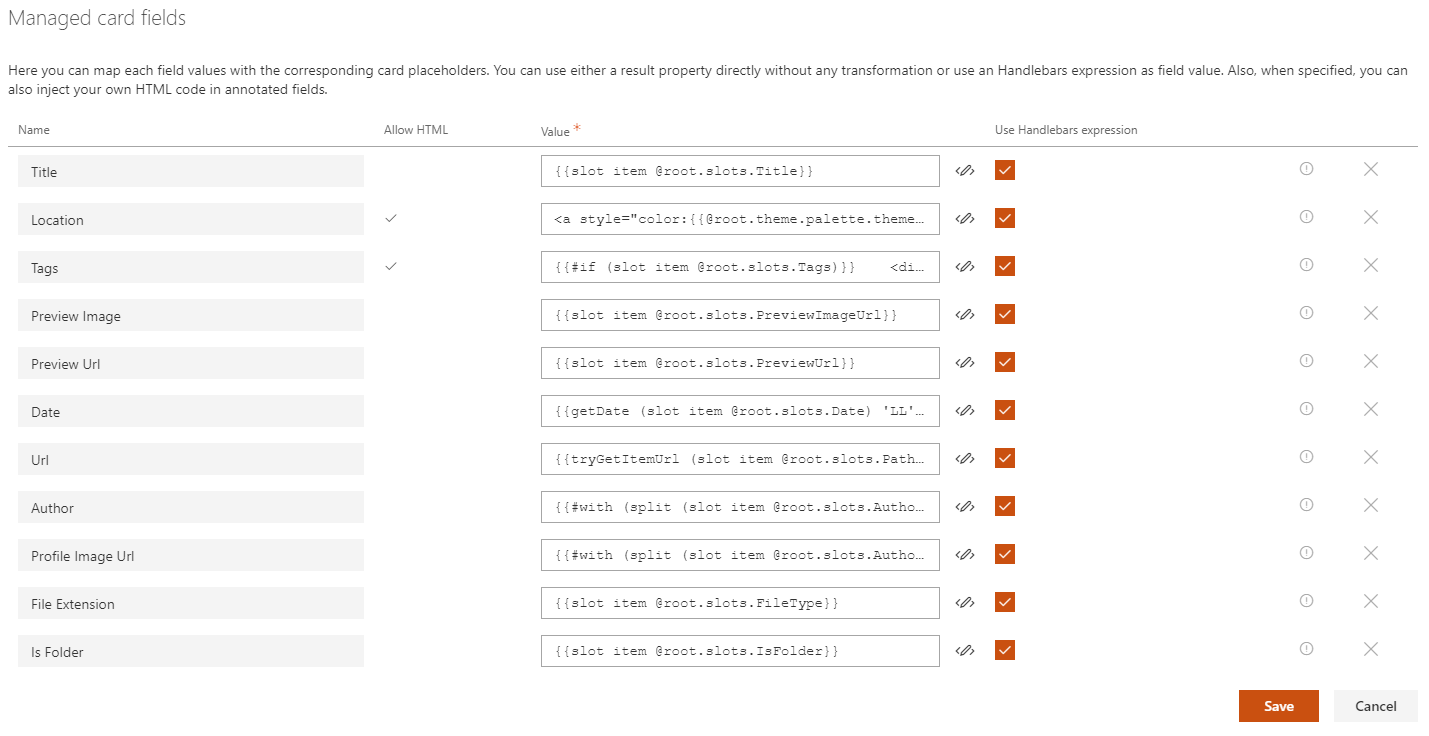 Managed card fields
Here you can map each field values with the corresponding card placeholders. You can use either a result property directly without any transformation or use an Handlebars expression as field value. Also, when specified, you can
also inject your own HTML code in annotated fields.
Name Allow HTML Value * Use Handlebars expression
Title {{slot item @root.slots.Title}}
Location <a style="color:{{@root.theme.palette.theme…
Tags {{#if (slot item @root.slots.Tags)}}    <di…
Preview Image {{slot item @root.slots.PreviewImageUrl}}
Preview Url {{slot item @root.slots.PreviewUrl}}
Date {{getDate (slot item @root.slots.Date) 'LL'…
Url {{tryGetItemUrl (slot item @root.slots.Path…
Author {{#with (split (slot item @root.slots.Autho…
Profile Image Url {{#with (split (slot item @root.slots.Autho…
File Extension {{slot item @root.slots.FileType}}
Is Folder {{slot item @root.slots.IsFolder}}
Save Cancel